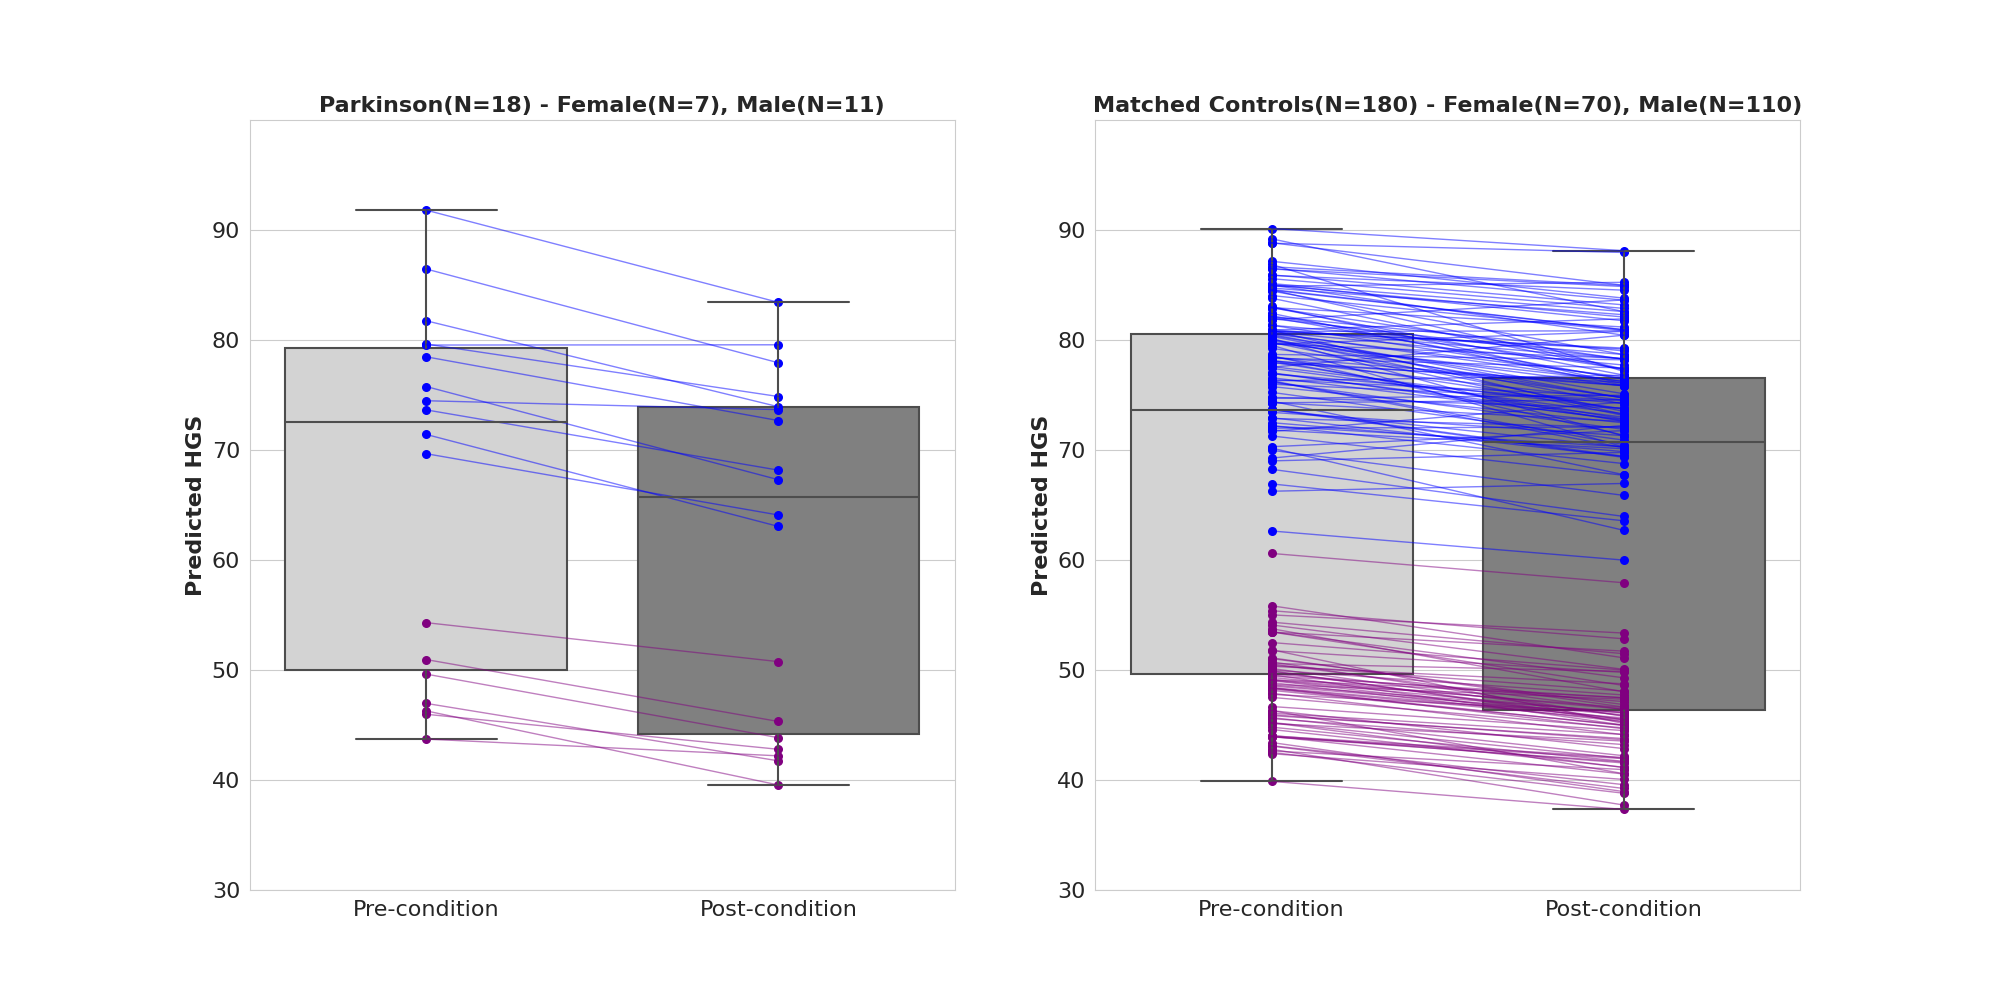 Parkinson(N=18) - Female(N=7), Male(N=11)
Predicted HGS
90
80
70
60
50
40
30
Pre-condition
Post-condition
Matched Controls(N=180) - Female(N=70), Male(N=110)
Predicted HGS
90
80
70
60
50
40
30
Pre-condition
Post-condition